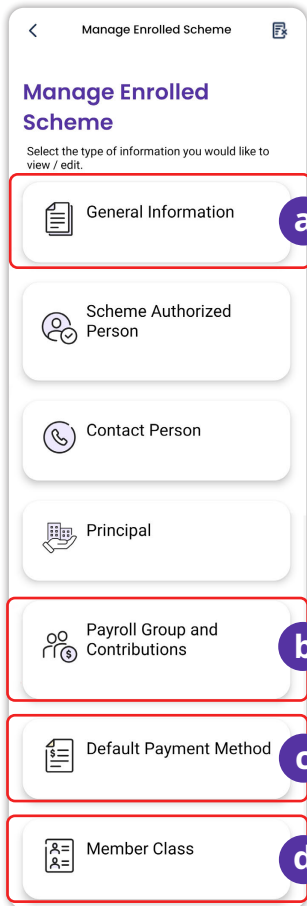 Manage Enrolled Scheme
Manage Enrolled
Scheme
Select the type of information you would like to
view / edit.
General Information
a
Scheme Authorized
Person
Contact Person
Principal
Payroll Group and
Contributions
b
Default Payment Method
c
Member Class
d